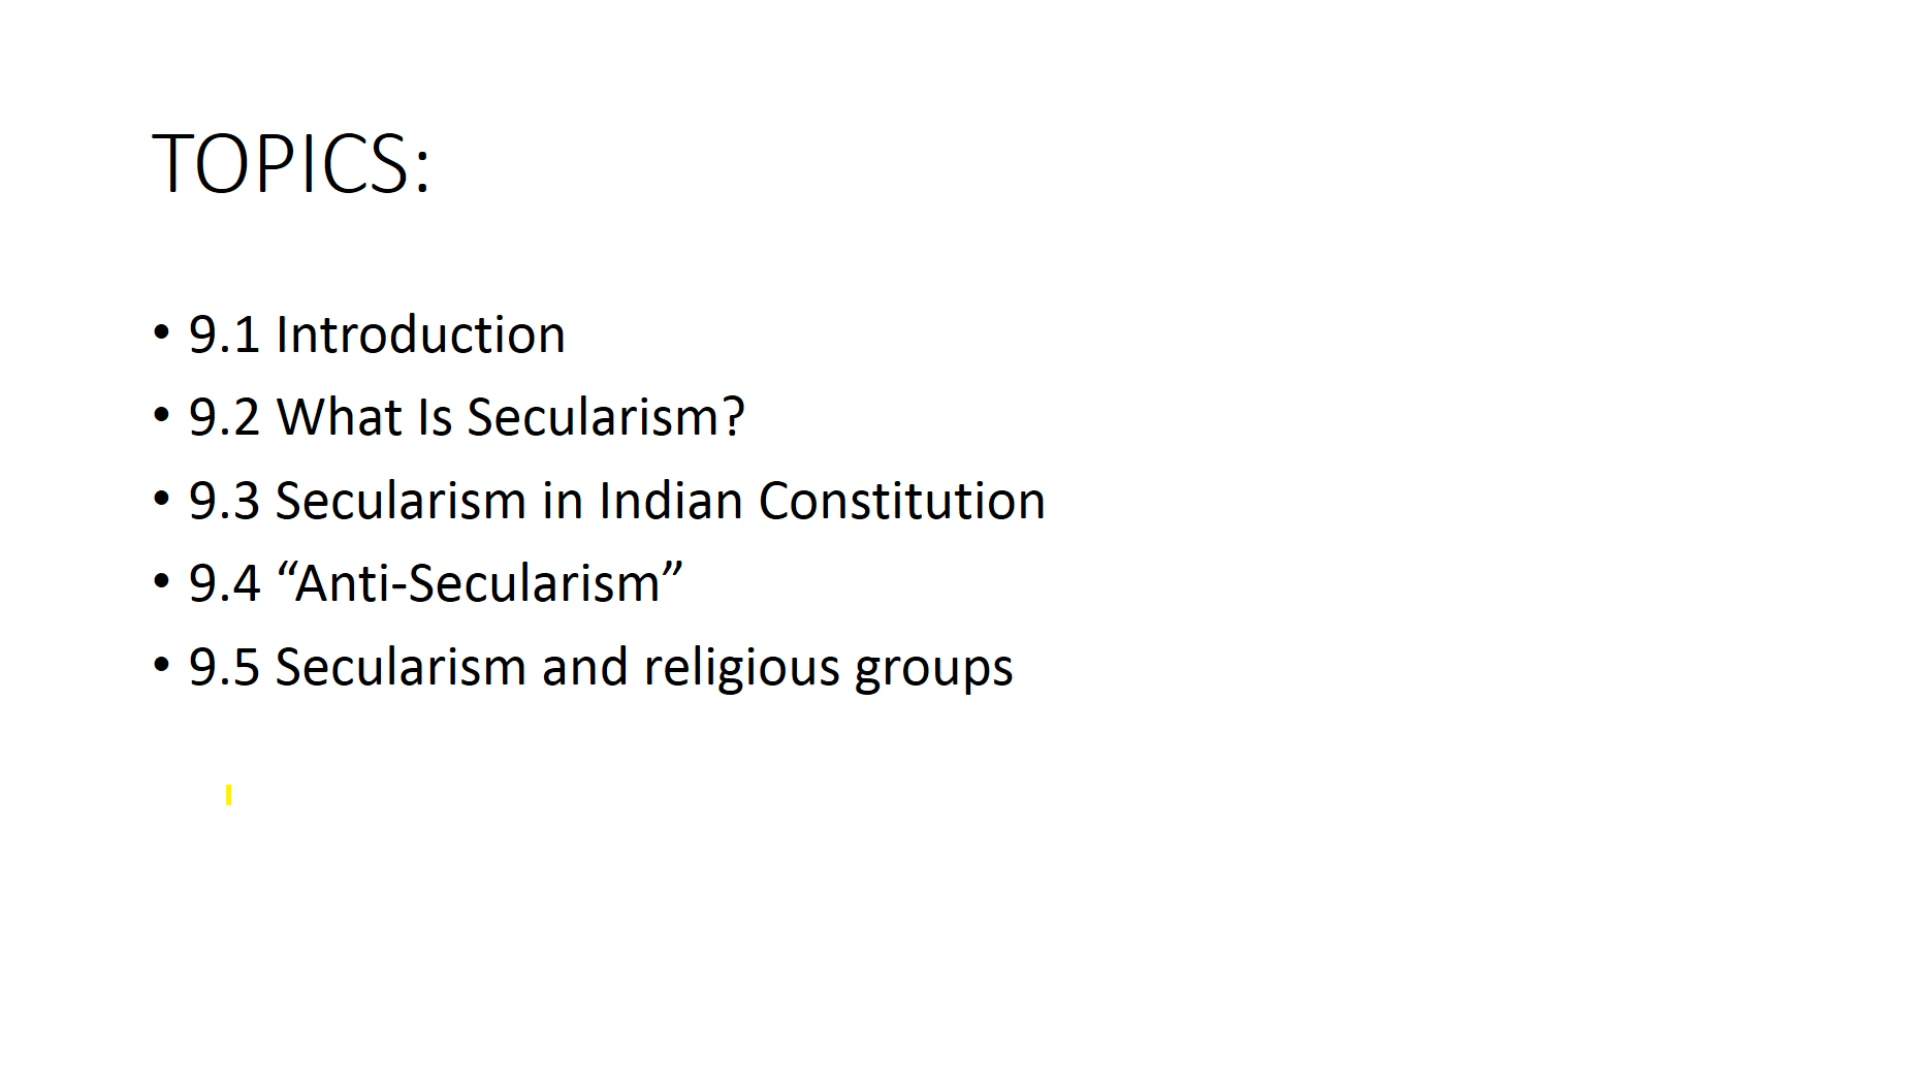 TOPICS:
• 9.1 Introduction
• 9.2 What Is Secularism?
• 9.3 Secularism in Indian Constitution
• 9.4 “Anti-Secularism”
• 9.5 Secularism and religious groups